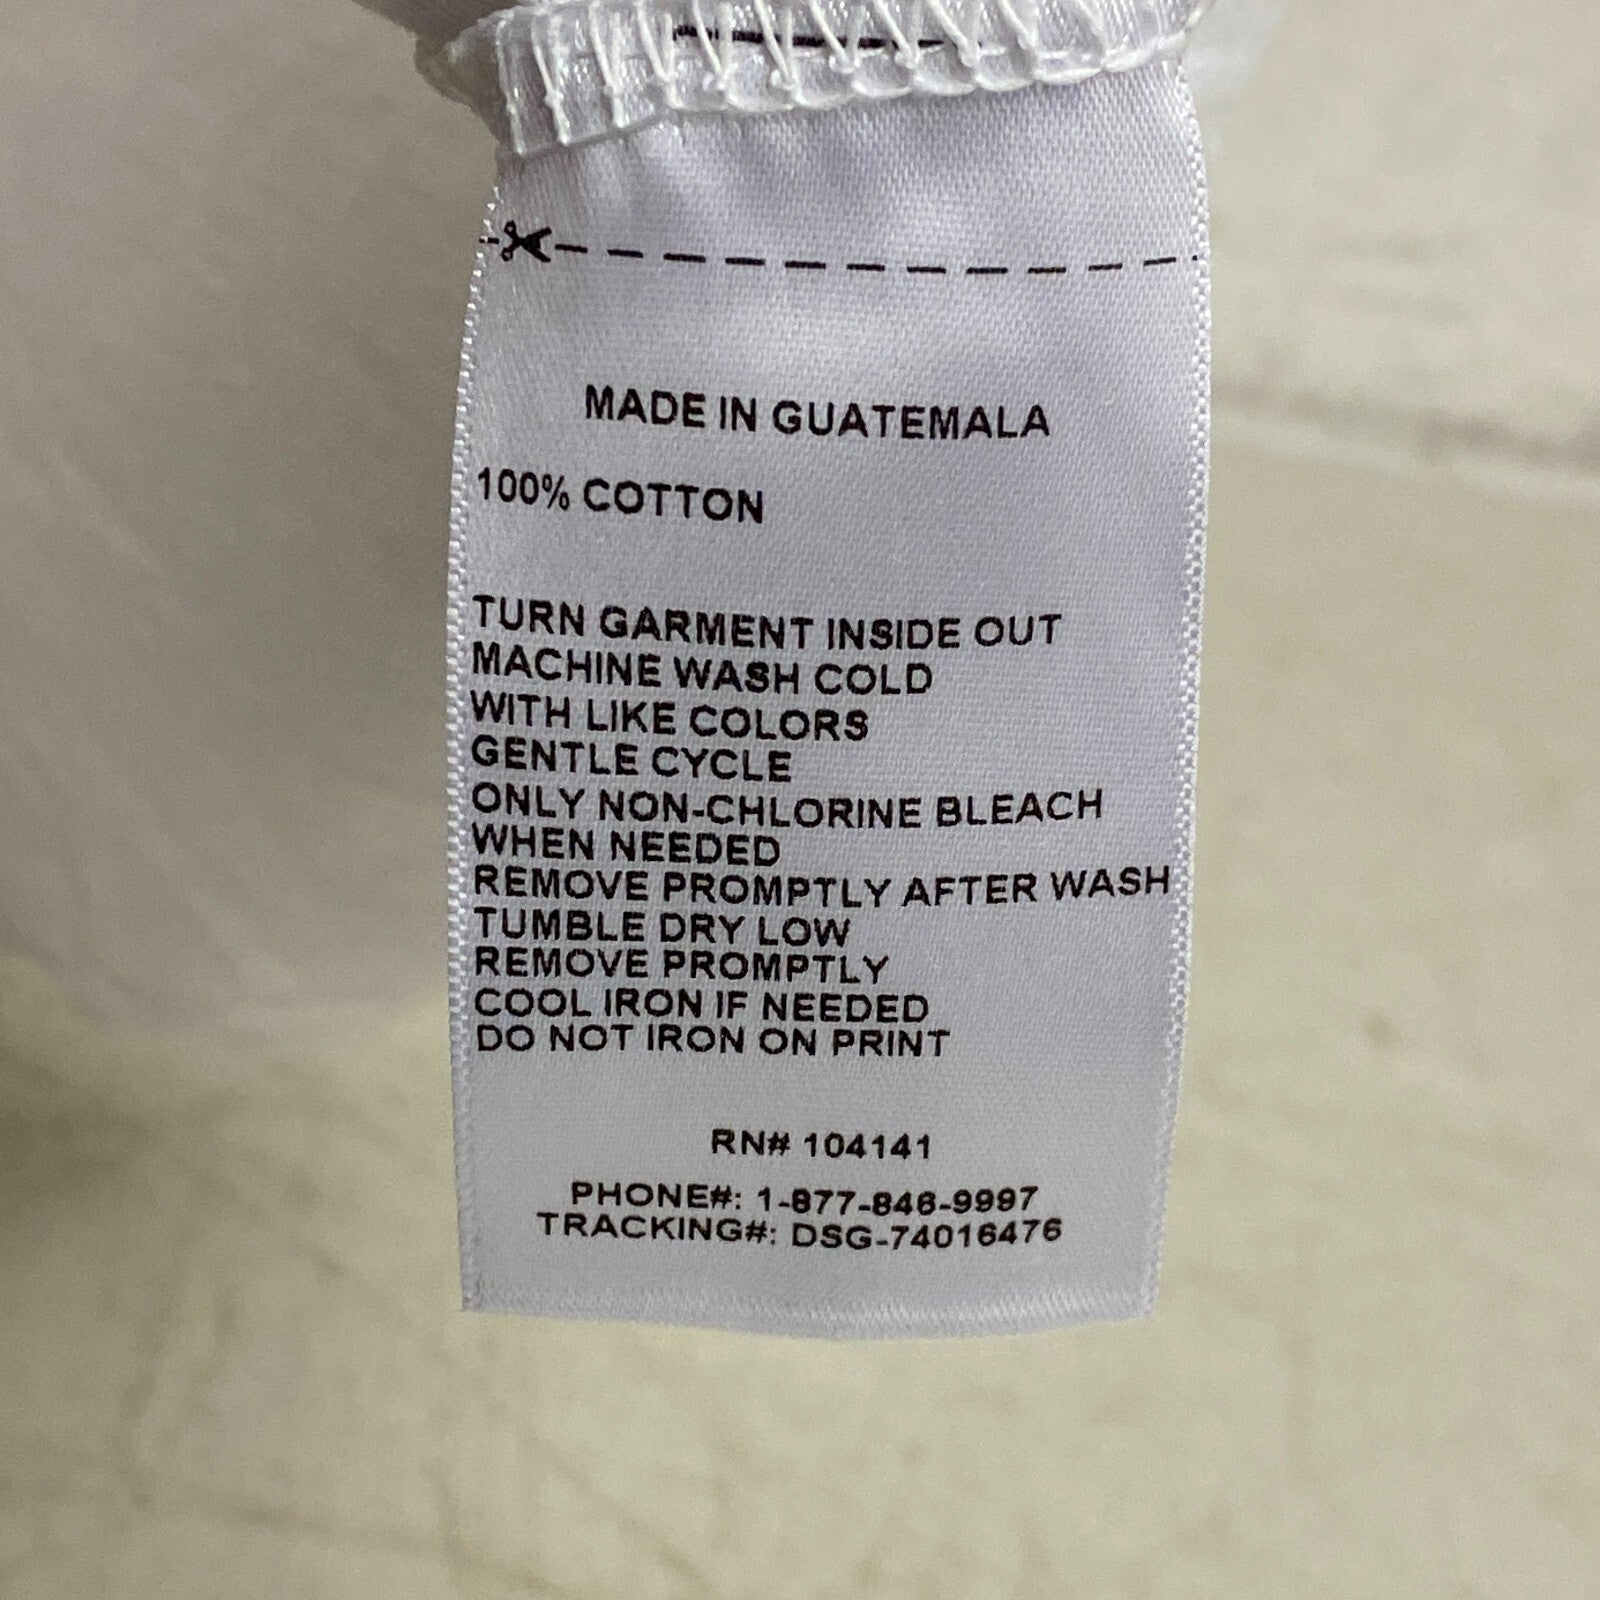 MADE IN GUATEMALA
100% COTTON
TURN GARMENT INSIDE OUT
MACHINE WASH COLD
WITH LIKE COLORS
GENTLE CYCLE
ONLY NON-CHLORINE BLEACH
WHEN NEEDED
REMOVE PROMPTLY AFTER WASH
TUMBLE DRY LOW
REMOVE PROMPTLY
COOL IRON IF NEEDED
DO NOT IRON ON PRINT
RN# 104141
PHONE#: 1-877-846-9997
TRACKING#: DSG-74016476